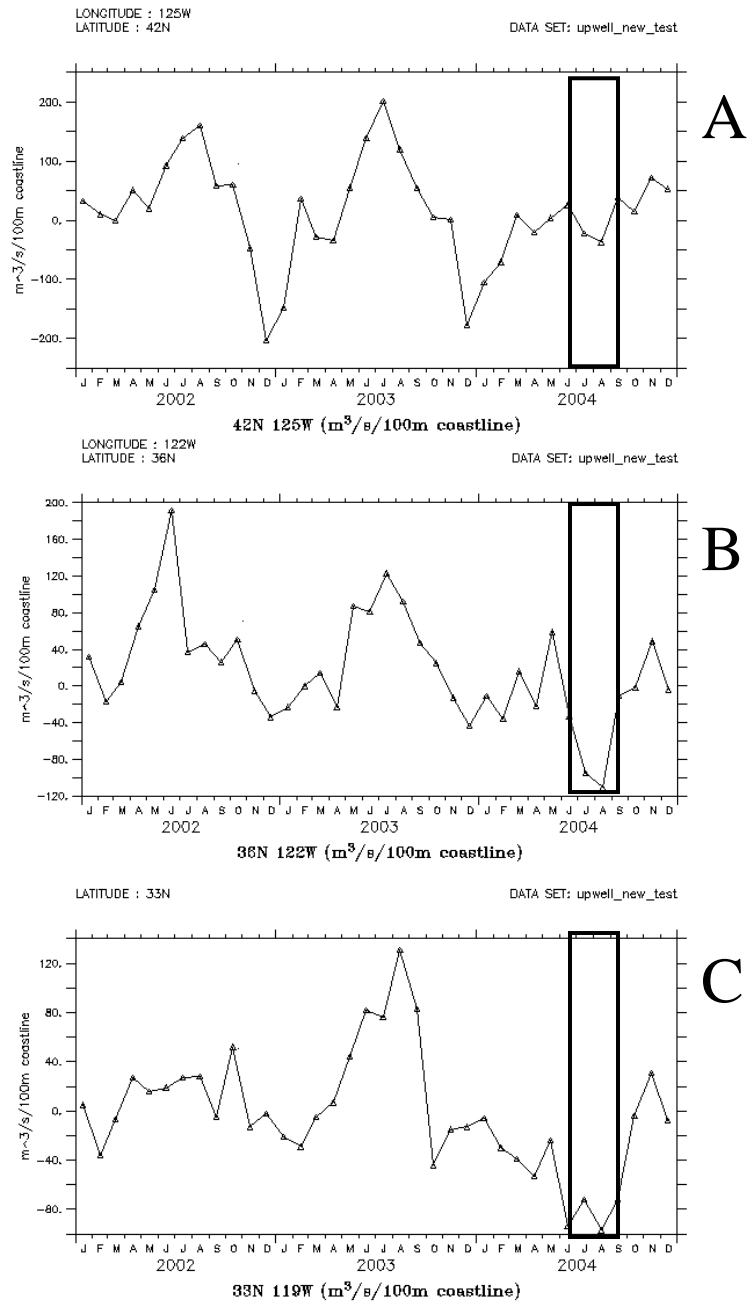 LONGITUDE : 125W
LATITUDE : 42N DATA SET: upwell_new_test
A
200.
100.
0.
-100.
-200.
m^3/s/100m coastline
J F M A M J J A S O N D J F M A M J J A S O N D J F M A M J J A S O N D
2002 2003 2004
42N 125W (m³/s/100m coastline)
LONGITUDE : 122W
LATITUDE : 36N DATA SET: upwell_new_test
B
200.
160.
120.
80.
40.
0.
-40.
-80.
-120.
m^3/s/100m coastline
J F M A M J J A S O N D J F M A M J J A S O N D J F M A M J J A S O N D
2002 2003 2004
36N 122W (m³/s/100m coastline)
LATITUDE : 33N DATA SET: upwell_new_test
C
120.
80.
40.
0.
-40.
-80.
m^3/s/100m coastline
J F M A M J J A S O N D J F M A M J J A S O N D J F M A M J J A S O N D
2002 2003 2004
33N 119W (m³/s/100m coastline)